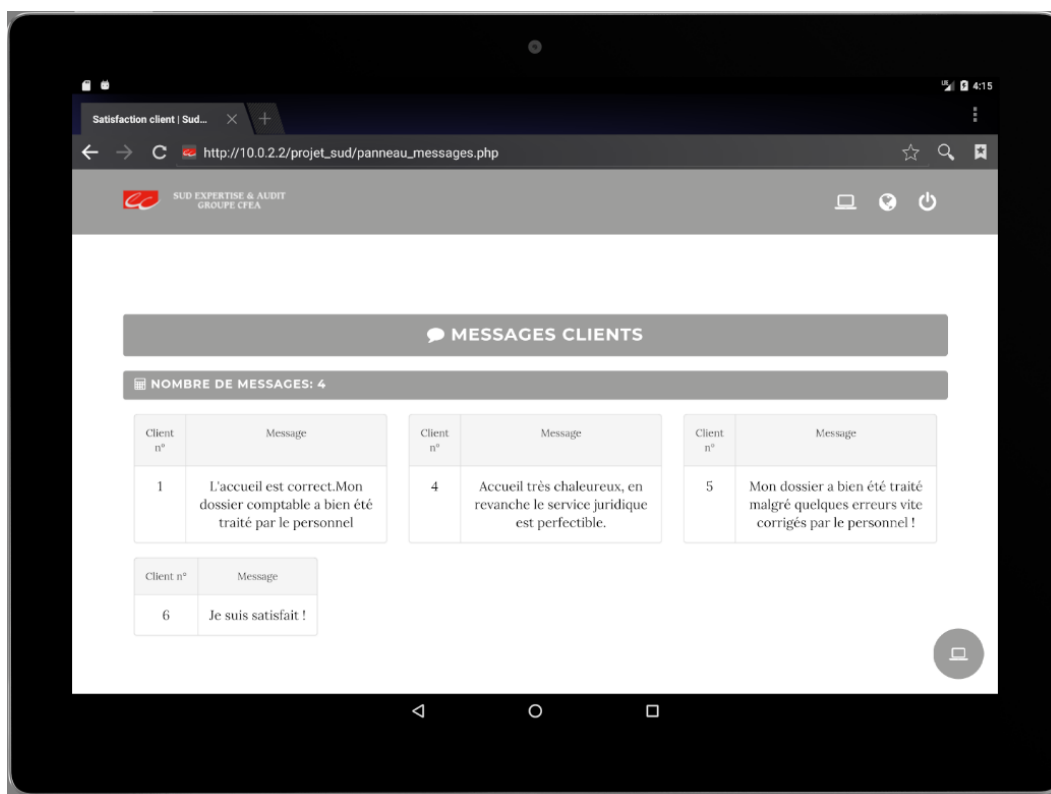 4:15
Satisfaction client | Sud...
http://10.0.2.2/projet_sud/panneau_messages.php
SUD EXPERTISE & AUDIT
GROUPE CFEA
MESSAGES CLIENTS
NOMBRE DE MESSAGES: 4
Client n° Message
1 L'accueil est correct.Mon dossier comptable a bien été traité par le personnel
Client n° Message
4 Accueil très chaleureux, en revanche le service juridique est perfectible.
Client n° Message
5 Mon dossier a bien été traité malgré quelques erreurs vite corrigés par le personnel !
Client n° Message
6 Je suis satisfait !